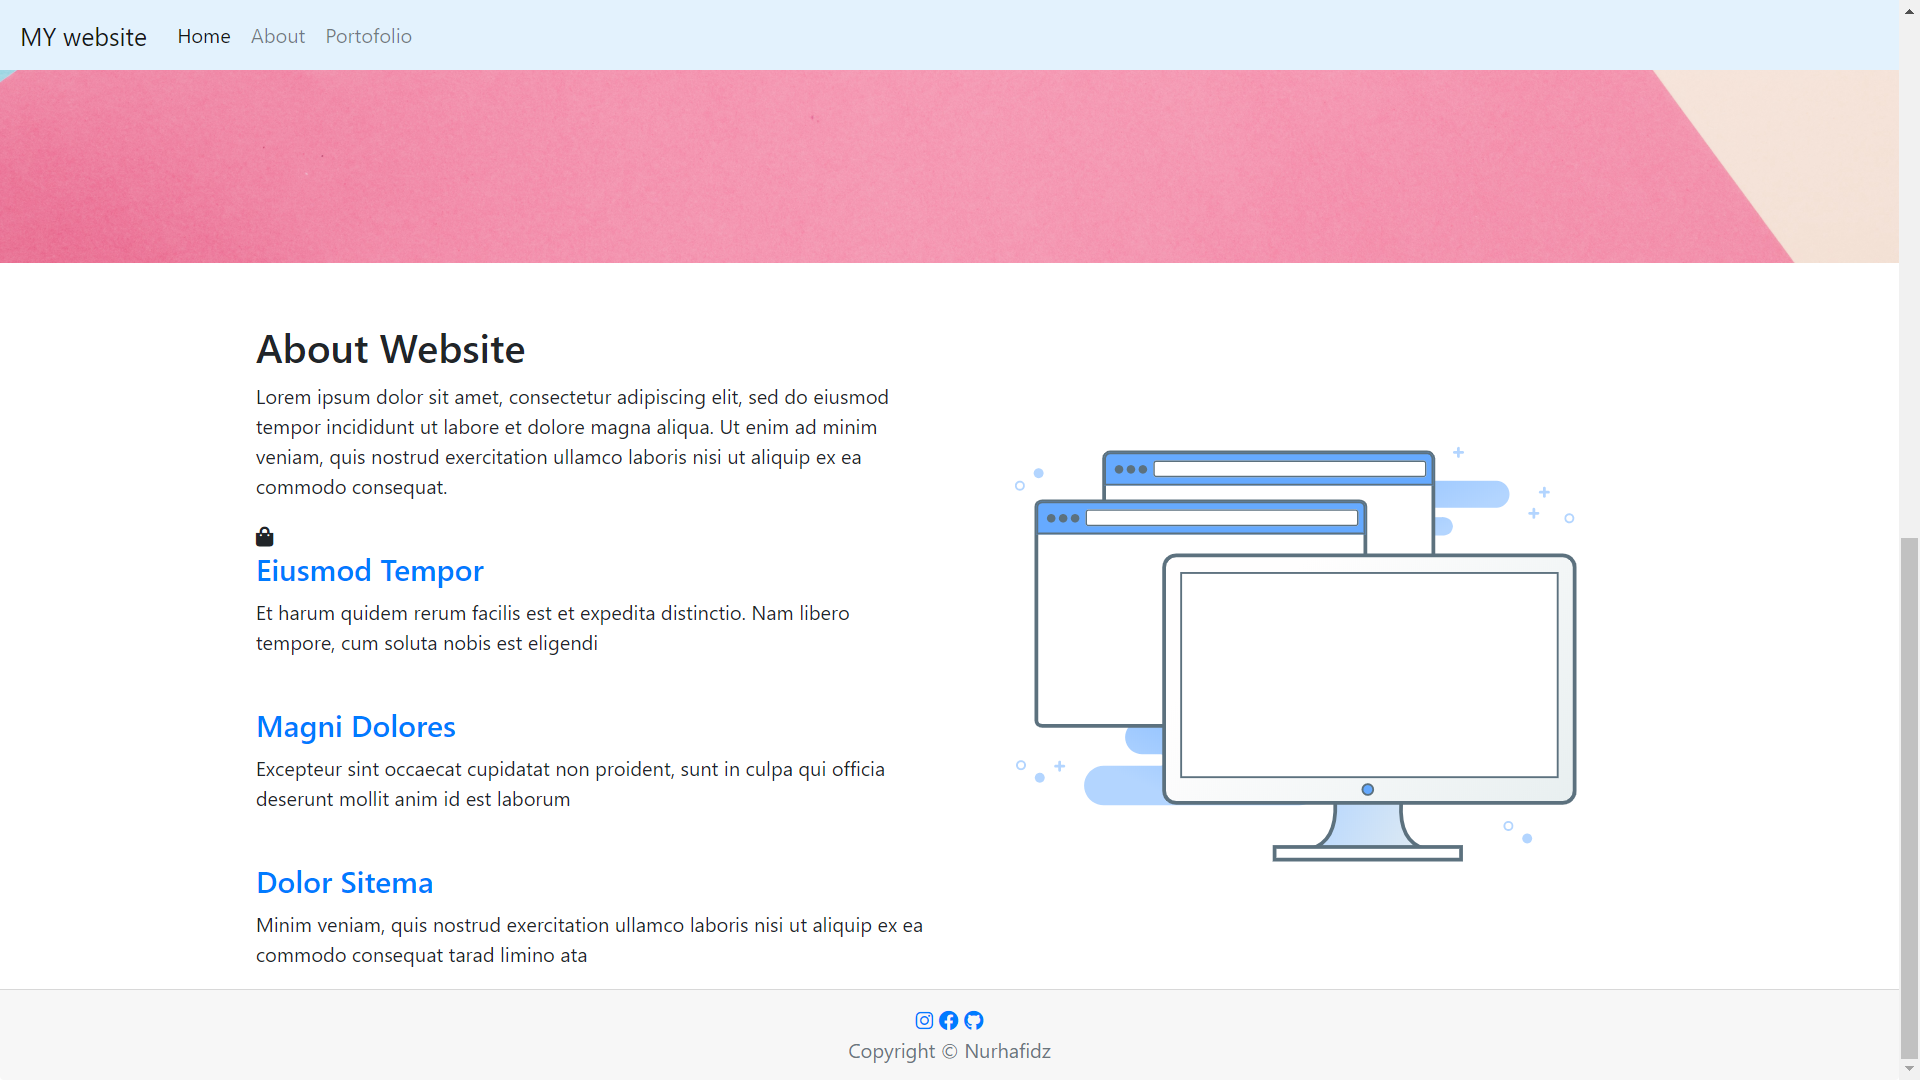 MY website Home About Portofolio
About Website
Lorem ipsum dolor sit amet, consectetur adipiscing elit, sed do eiusmod
tempor incididunt ut labore et dolore magna aliqua. Ut enim ad minim
veniam, quis nostrud exercitation ullamco laboris nisi ut aliquip ex ea
commodo consequat.
Eiusmod Tempor
Et harum quidem rerum facilis est et expedita distinctio. Nam libero
tempore, cum soluta nobis est eligendi
Magni Dolores
Excepteur sint occaecat cupidatat non proident, sunt in culpa qui officia
deserunt mollit anim id est laborum
Dolor Sitema
Minim veniam, quis nostrud exercitation ullamco laboris nisi ut aliquip ex ea
commodo consequat tarad limino ata
Copyright © Nurhafidz